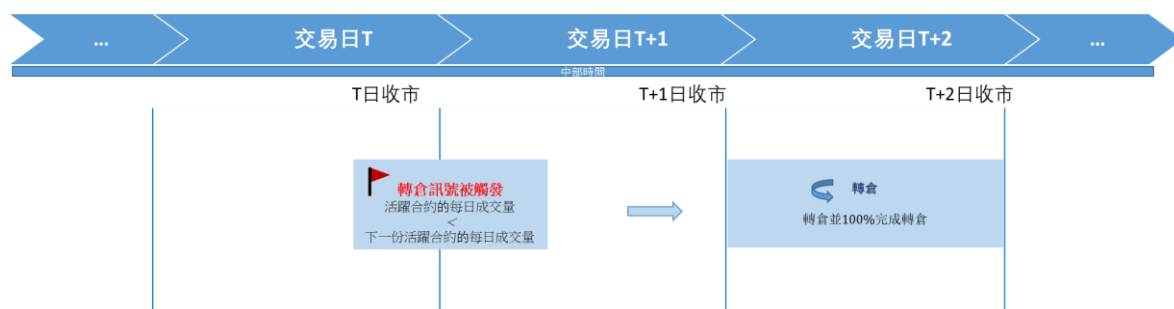 ...
交易日T
交易日T+1
交易日T+2
...
中部時間
T日收市
T+1日收市
T+2日收市
轉倉訊號被觸發
活躍合約的每日成交量
<
下一份活躍合約的每日成交量
轉倉
轉倉並100%完成轉倉